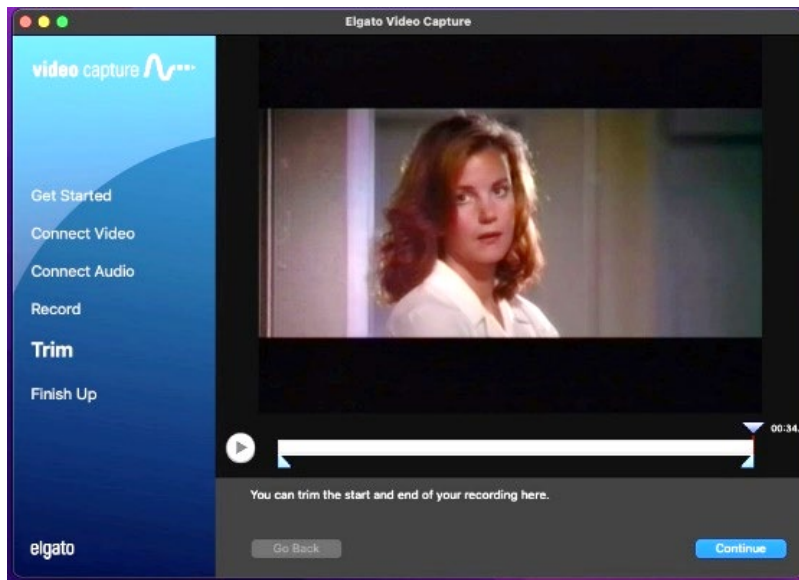 Elgato Video Capture
video capture
Get Started
Connect Video
Connect Audio
Record
Trim
Finish Up
00:34.
You can trim the start and end of your recording here.
elgato
Go Back
Continue